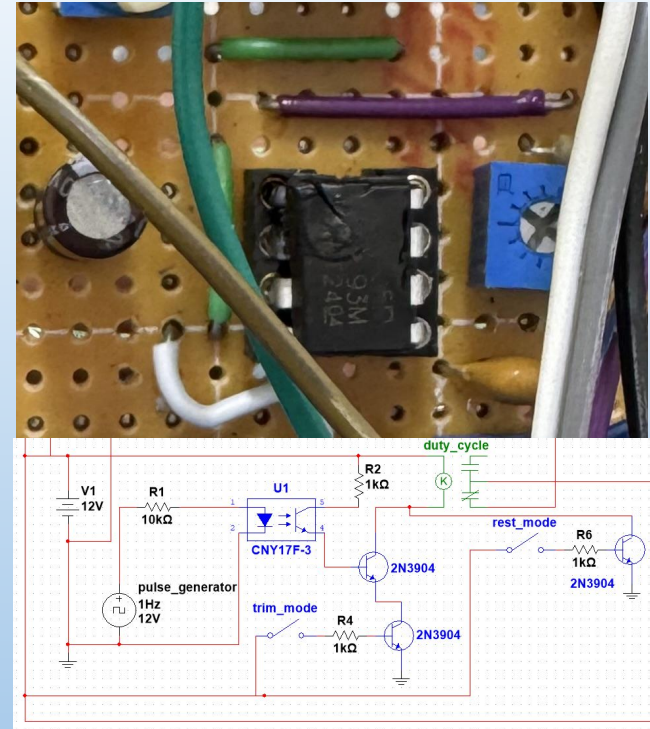 93M
2404
duty_cycle
V1
12V
R1
10kΩ
U1
1
2
5
4
CNY17F-3
R2
1kΩ
K
rest_mode
R6
1kΩ
2N3904
2N3904
pulse_generator
1Hz
12V
trim_mode
R4
1kΩ
2N3904